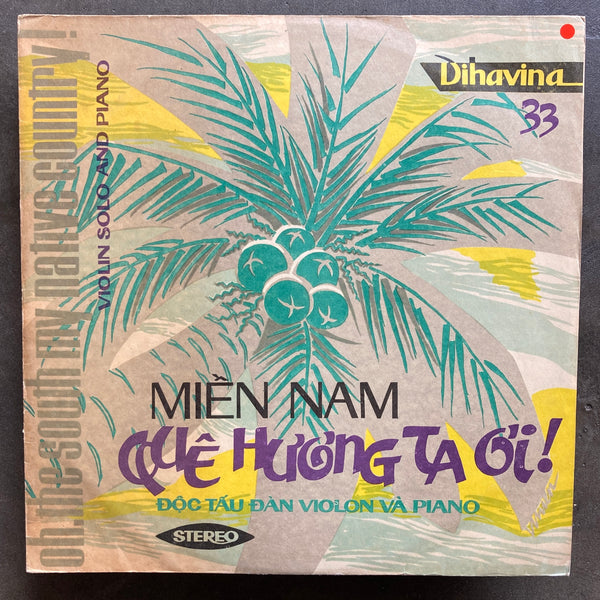 Dihavina
33
oh.the south my native country!
VIOLIN SOLO AND PIANO
MIỀN NAM
QUÊ HƯƠNG TA ƠI!
ĐỘC TẤU ĐÀN VIOLON VÀ PIANO
STEREO